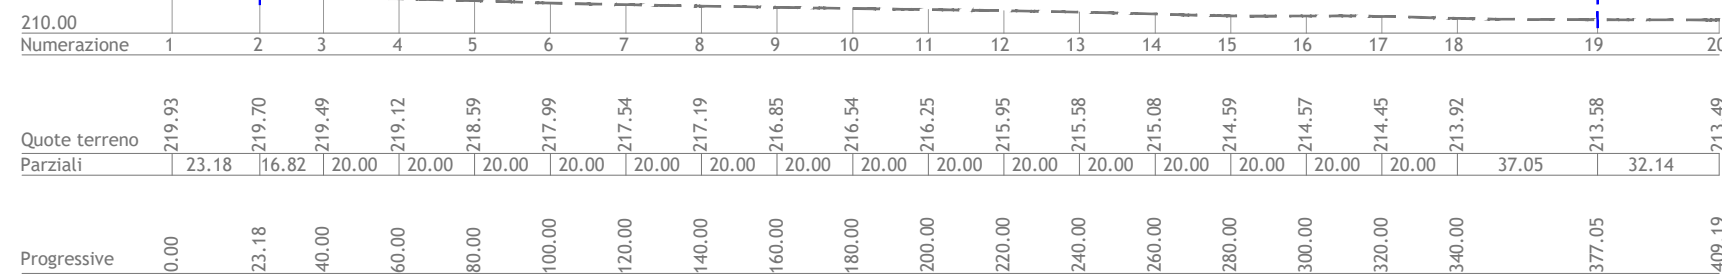 210.00
Numerazione 1 2 3 4 5 6 7 8 9 10 11 12 13 14 15 16 17 18 19 20
Quote terreno 219.93 219.70 219.49 219.12 218.59 217.99 217.54 217.19 216.85 216.54 216.25 215.95 215.58 215.08 214.59 214.57 214.45 213.92 213.58 213.49
Parziali 23.18 16.82 20.00 20.00 20.00 20.00 20.00 20.00 20.00 20.00 20.00 20.00 20.00 20.00 20.00 20.00 20.00 37.05 32.14
Progressive 0.00 23.18 40.00 60.00 80.00 100.00 120.00 140.00 160.00 180.00 200.00 220.00 240.00 260.00 280.00 300.00 320.00 340.00 377.05 409.19